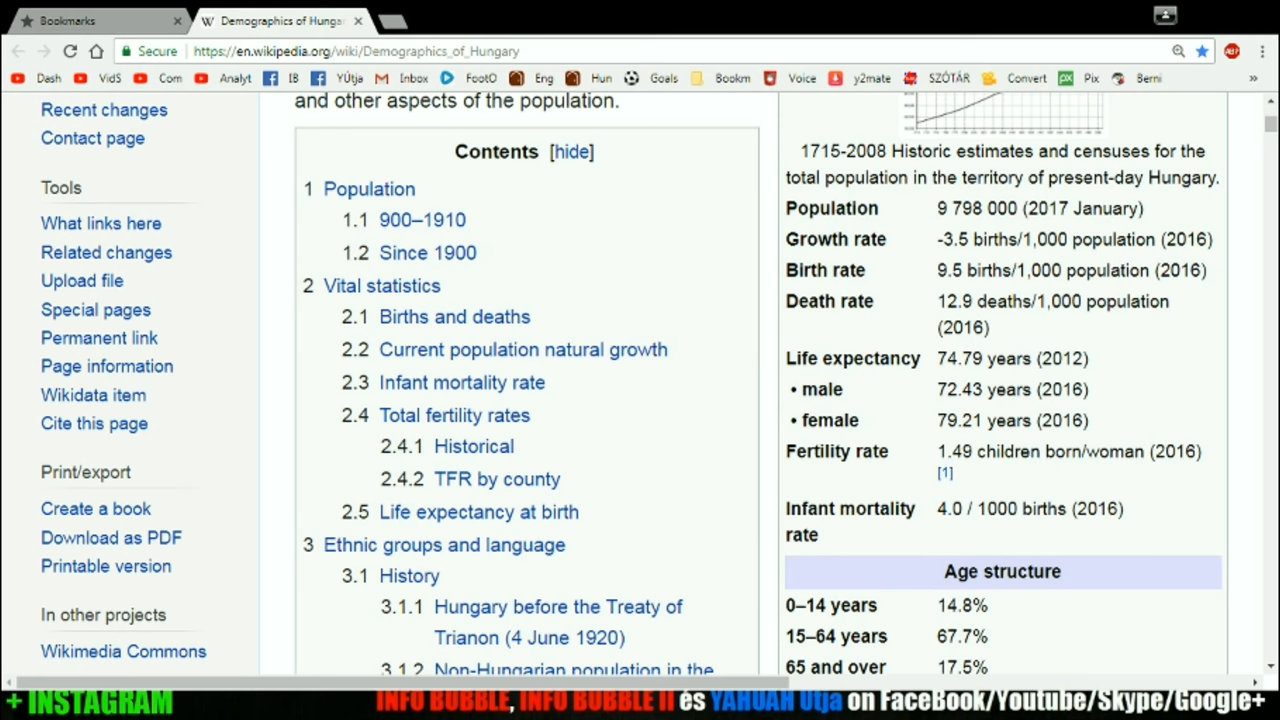 Bookmarks
Demographics of Hungar
Secure https://en.wikipedia.org/wiki/Demographics_of_Hungary
Dash VidS Com Analyt IB YÚtja Inbox FootO Eng Hun Goals Bookm Voice y2mate SZÓTÁR Convert Pix Berni »
Recent changes
Contact page
Tools
What links here
Related changes
Upload file
Special pages
Permanent link
Page information
Wikidata item
Cite this page
Print/export
Create a book
Download as PDF
Printable version
In other projects
Wikimedia Commons
and other aspects of the population.
Contents [hide]
1 Population
1.1 900–1910
1.2 Since 1900
2 Vital statistics
2.1 Births and deaths
2.2 Current population natural growth
2.3 Infant mortality rate
2.4 Total fertility rates
2.4.1 Historical
2.4.2 TFR by county
2.5 Life expectancy at birth
3 Ethnic groups and language
3.1 History
3.1.1 Hungary before the Treaty of
Trianon (4 June 1920)
3.1.2 Non-Hungarian population in the
1715-2008 Historic estimates and censuses for the
total population in the territory of present-day Hungary.
Population 9 798 000 (2017 January)
Growth rate -3.5 births/1,000 population (2016)
Birth rate 9.5 births/1,000 population (2016)
Death rate 12.9 deaths/1,000 population
(2016)
Life expectancy 74.79 years (2012)
• male 72.43 years (2016)
• female 79.21 years (2016)
Fertility rate 1.49 children born/woman (2016)
[1]
Infant mortality 4.0 / 1000 births (2016)
rate
Age structure
0–14 years 14.8%
15–64 years 67.7%
65 and over 17.5%
+ INSTAGRAM INFO BUBBLE, INFO BUBBLE II és YAHUAH Útja on FaceBook/Youtube/Skype/Google+